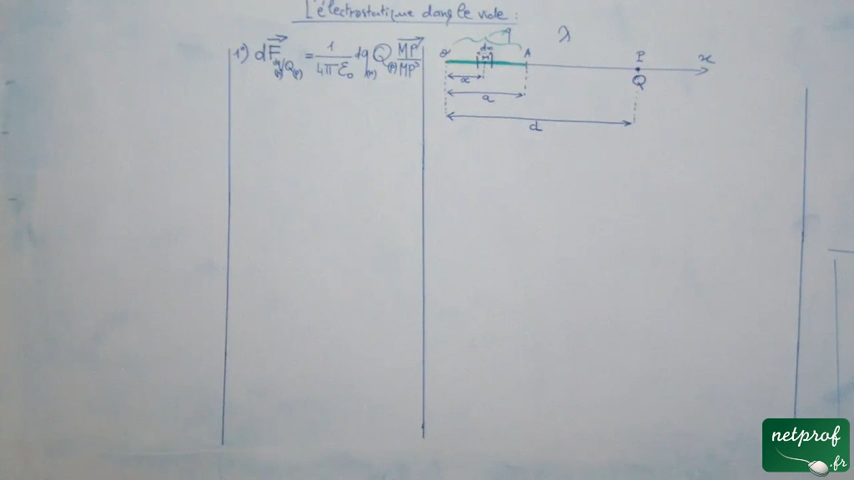 L'électrostatique dans le vide :
1°) dF q/Q(P) = 1/4πε₀ dq(M) Q(P) MP/MP³
q
λ
O dx A
M
P
x
Q
x
a
d
netprof
.fr